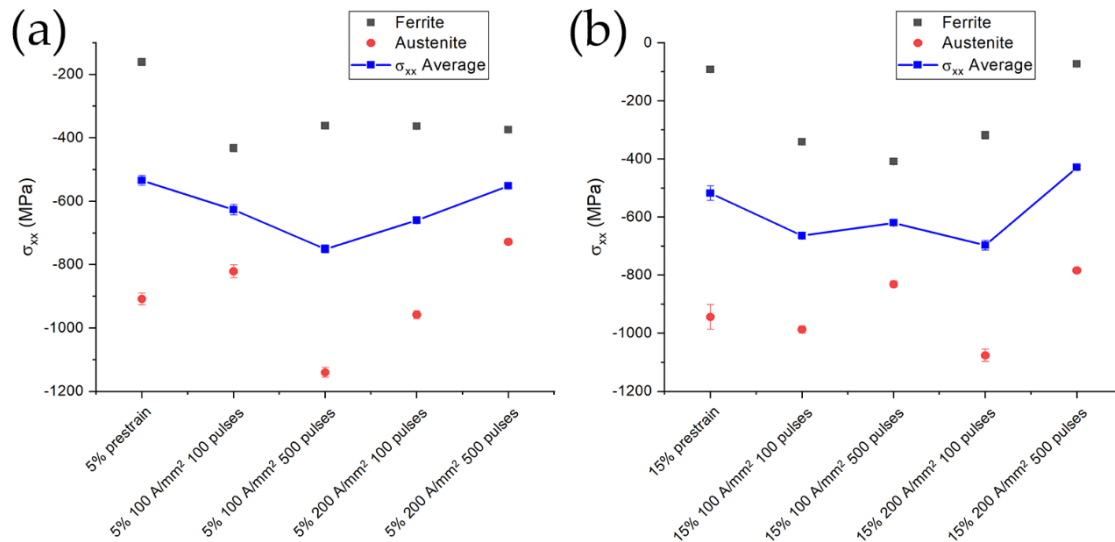 (a)
Ferrite
Austenite
σxx Average
-200
-400
-600
-800
-1000
-1200
σxx (MPa)
5% prestrain
5% 100 A/mm² 100 pulses
5% 100 A/mm² 500 pulses
5% 200 A/mm² 100 pulses
5% 200 A/mm² 500 pulses
(b)
Ferrite
Austenite
σxx Average
0
-200
-400
-600
-800
-1000
-1200
σxx (MPa)
15% prestrain
15% 100 A/mm² 100 pulses
15% 100 A/mm² 500 pulses
15% 200 A/mm² 100 pulses
15% 200 A/mm² 500 pulses